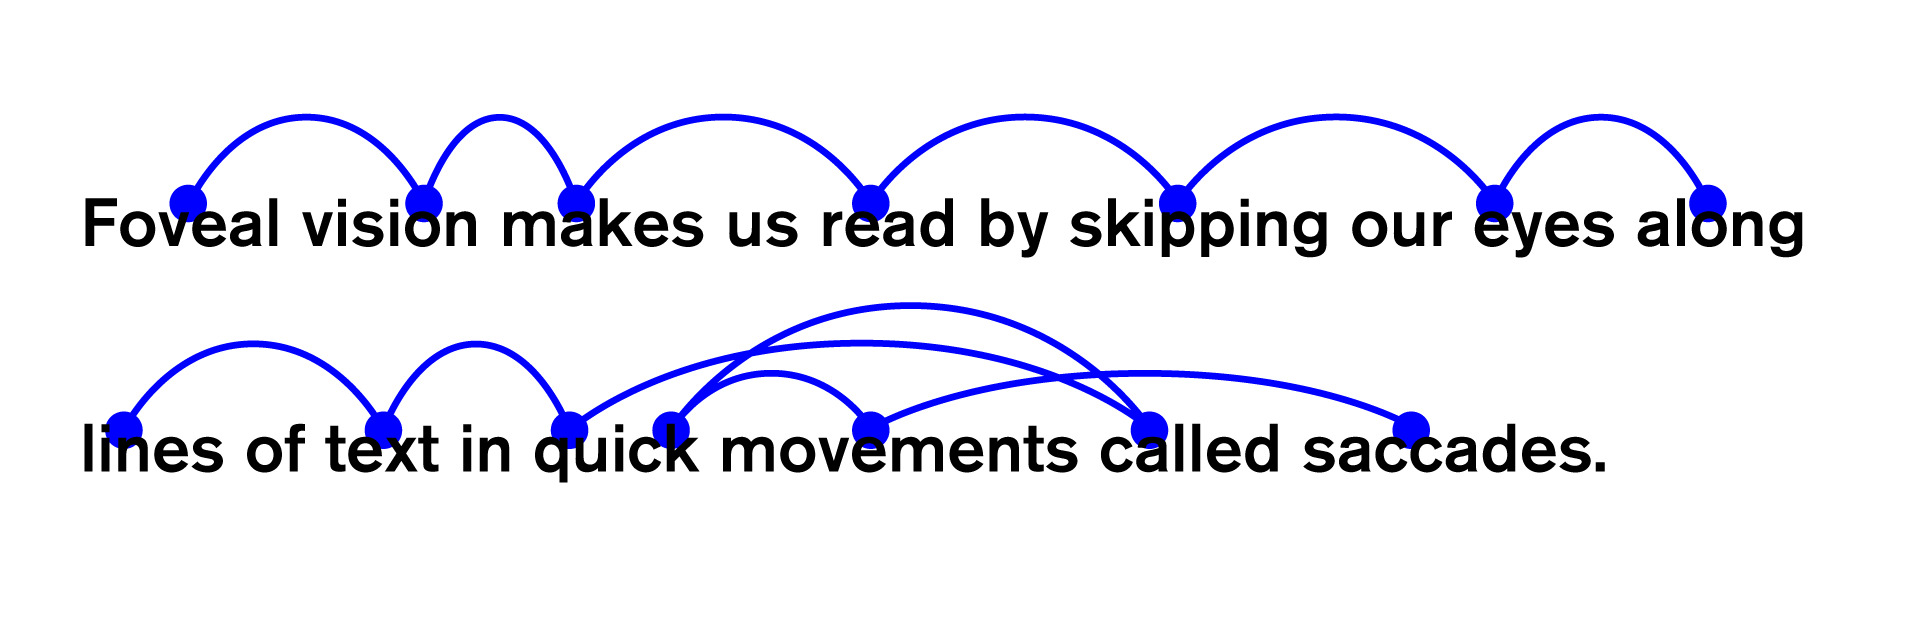 Foveal vision makes us read by skipping our eyes along
lines of text in quick movements called saccades.